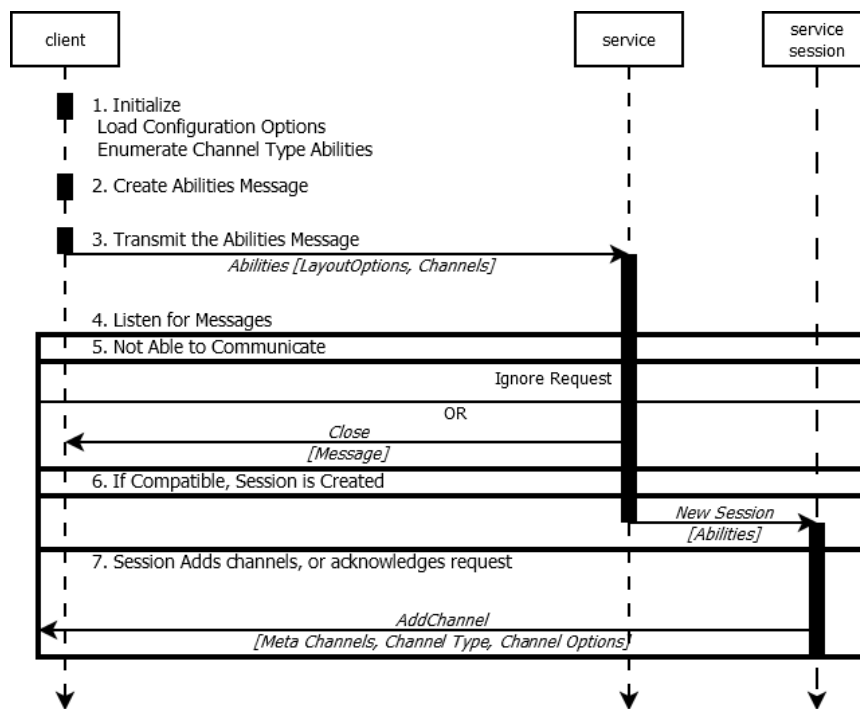 client
service
service
session
1. Initialize
Load Configuration Options
Enumerate Channel Type Abilities
2. Create Abilities Message
3. Transmit the Abilities Message
Abilities [LayoutOptions, Channels]
4. Listen for Messages
5. Not Able to Communicate
Ignore Request
OR
Close
[Message]
6. If Compatible, Session is Created
New Session
[Abilities]
7. Session Adds channels, or acknowledges request
AddChannel
[Meta Channels, Channel Type, Channel Options]